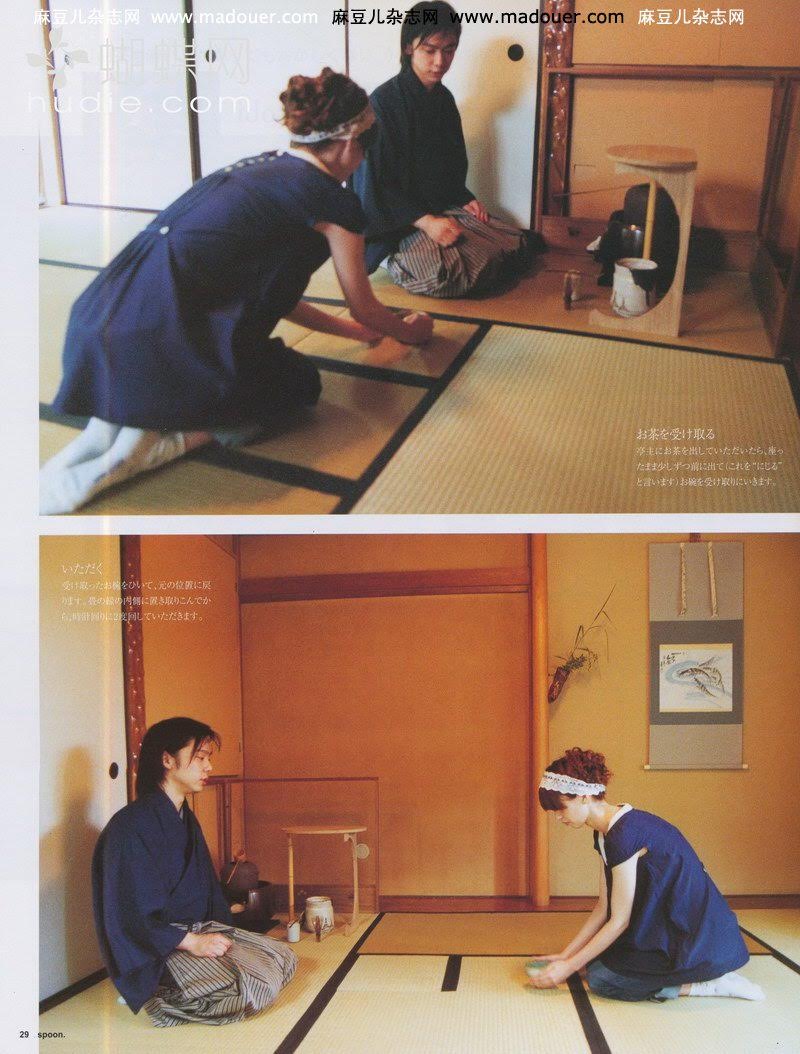 www.madouer.com 麻豆儿杂志网 www.madouer.com 麻豆儿杂志网
蝴蝶网
hudie.com
お茶を受け取る
亭主にお茶を出していただいたら、座っ
たまま少しずつ前に出て（これを“にじる”
と言います）お碗を受け取りにいきます。
いただく
受け取ったお碗をひいて、元の位置に戻
ります。畳の縁の内側に置き取りこんでか
ら、時計回りに2度回していただきます。
29 spoon.